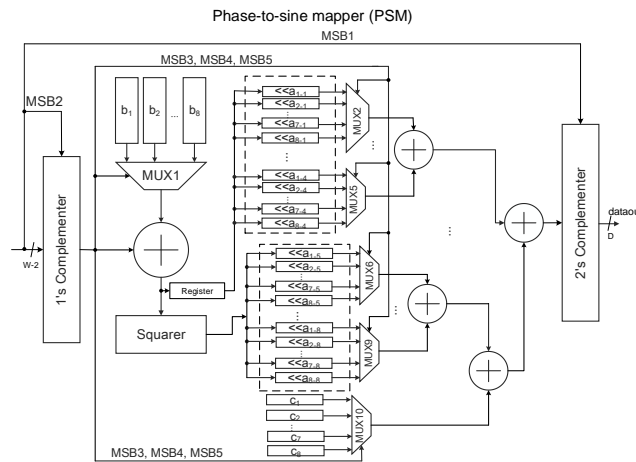 Phase-to-sine mapper (PSM)
MSB1
MSB3, MSB4, MSB5
MSB2
b1
b2
...
b8
MUX1
1's Complementer
W-2
Register
Squarer
<<a1-1
<<a2-1
...
<<a7-1
<<a8-1
MUX2
...
...
<<a1-4
<<a2-4
...
<<a7-4
<<a8-4
MUX5
<<a1-5
<<a2-5
...
<<a7-5
<<a8-5
MUX6
...
...
<<a1-8
<<a2-8
...
<<a7-8
<<a8-8
MUX9
c1
c2
...
c7
c8
MUX10
MSB3, MSB4, MSB5
...
2's Complementer
dataou
D